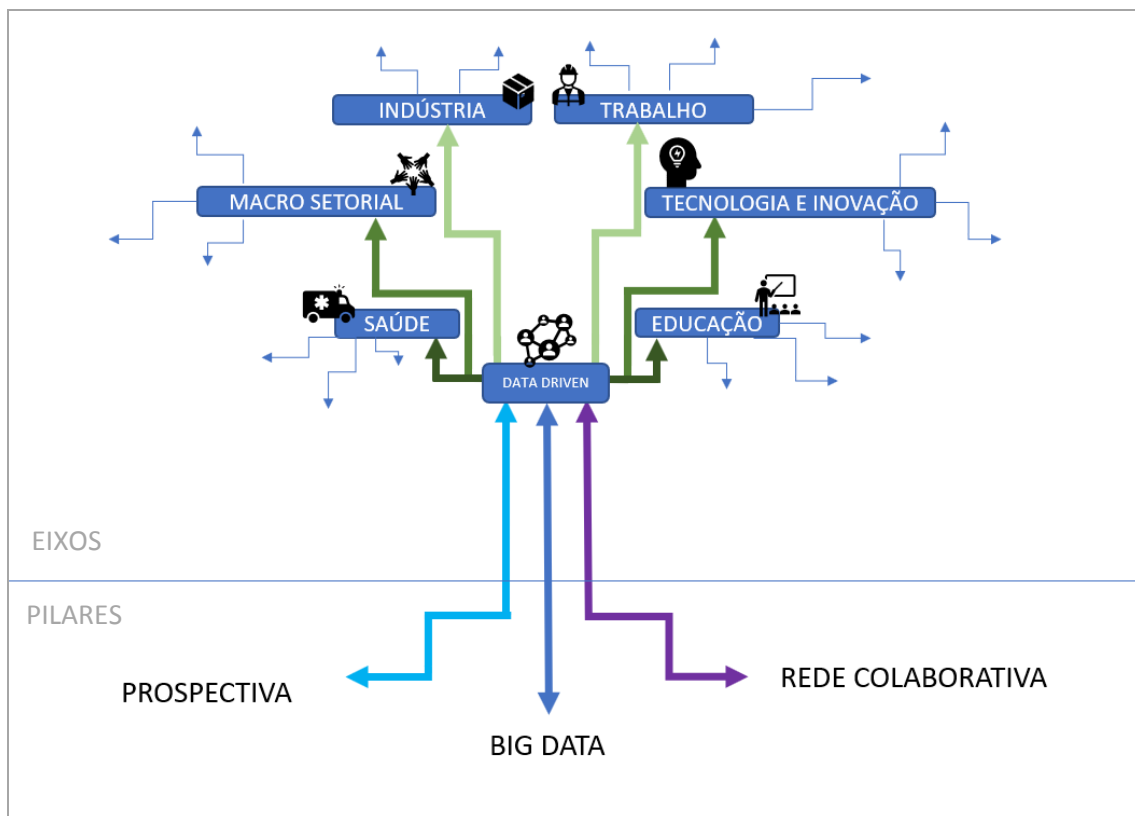 INDÚSTRIA
TRABALHO
MACRO SETORIAL
TECNOLOGIA E INOVAÇÃO
SAÚDE
EDUCAÇÃO
DATA DRIVEN
EIXOS
PILARES
PROSPECTIVA
REDE COLABORATIVA
BIG DATA